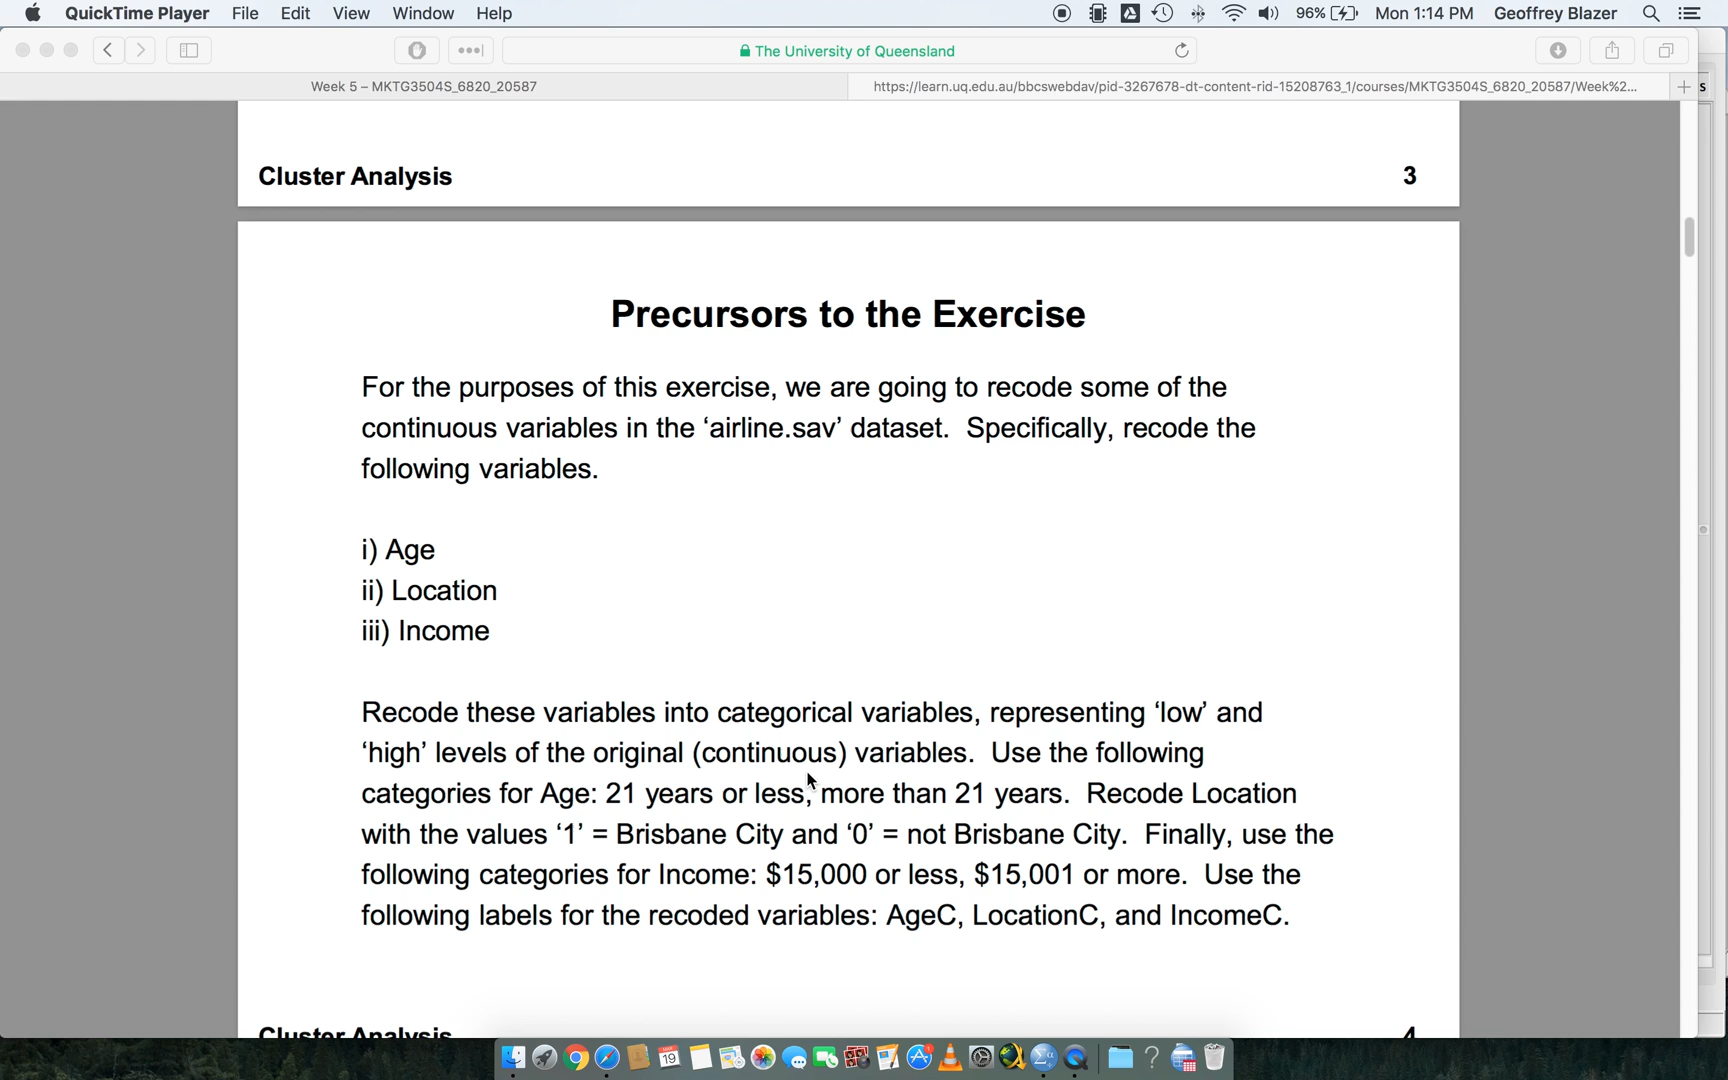 QuickTime Player File Edit View Window Help 96% Mon 1:14 PM Geoffrey Blazer
The University of Queensland
Week 5 – MKTG3504S_6820_20587 https://learn.uq.edu.au/bbcswebdav/pid-3267678-dt-content-rid-15208763_1/courses/MKTG3504S_6820_20587/Week%2... + s
Cluster Analysis 3
Precursors to the Exercise
For the purposes of this exercise, we are going to recode some of the
continuous variables in the ‘airline.sav’ dataset. Specifically, recode the
following variables.
i) Age
ii) Location
iii) Income
Recode these variables into categorical variables, representing ‘low’ and
‘high’ levels of the original (continuous) variables. Use the following
categories for Age: 21 years or less, more than 21 years. Recode Location
with the values ‘1’ = Brisbane City and ‘0’ = not Brisbane City. Finally, use the
following categories for Income: $15,000 or less, $15,001 or more. Use the
following labels for the recoded variables: AgeC, LocationC, and IncomeC.
Cluster Analysis 4
19